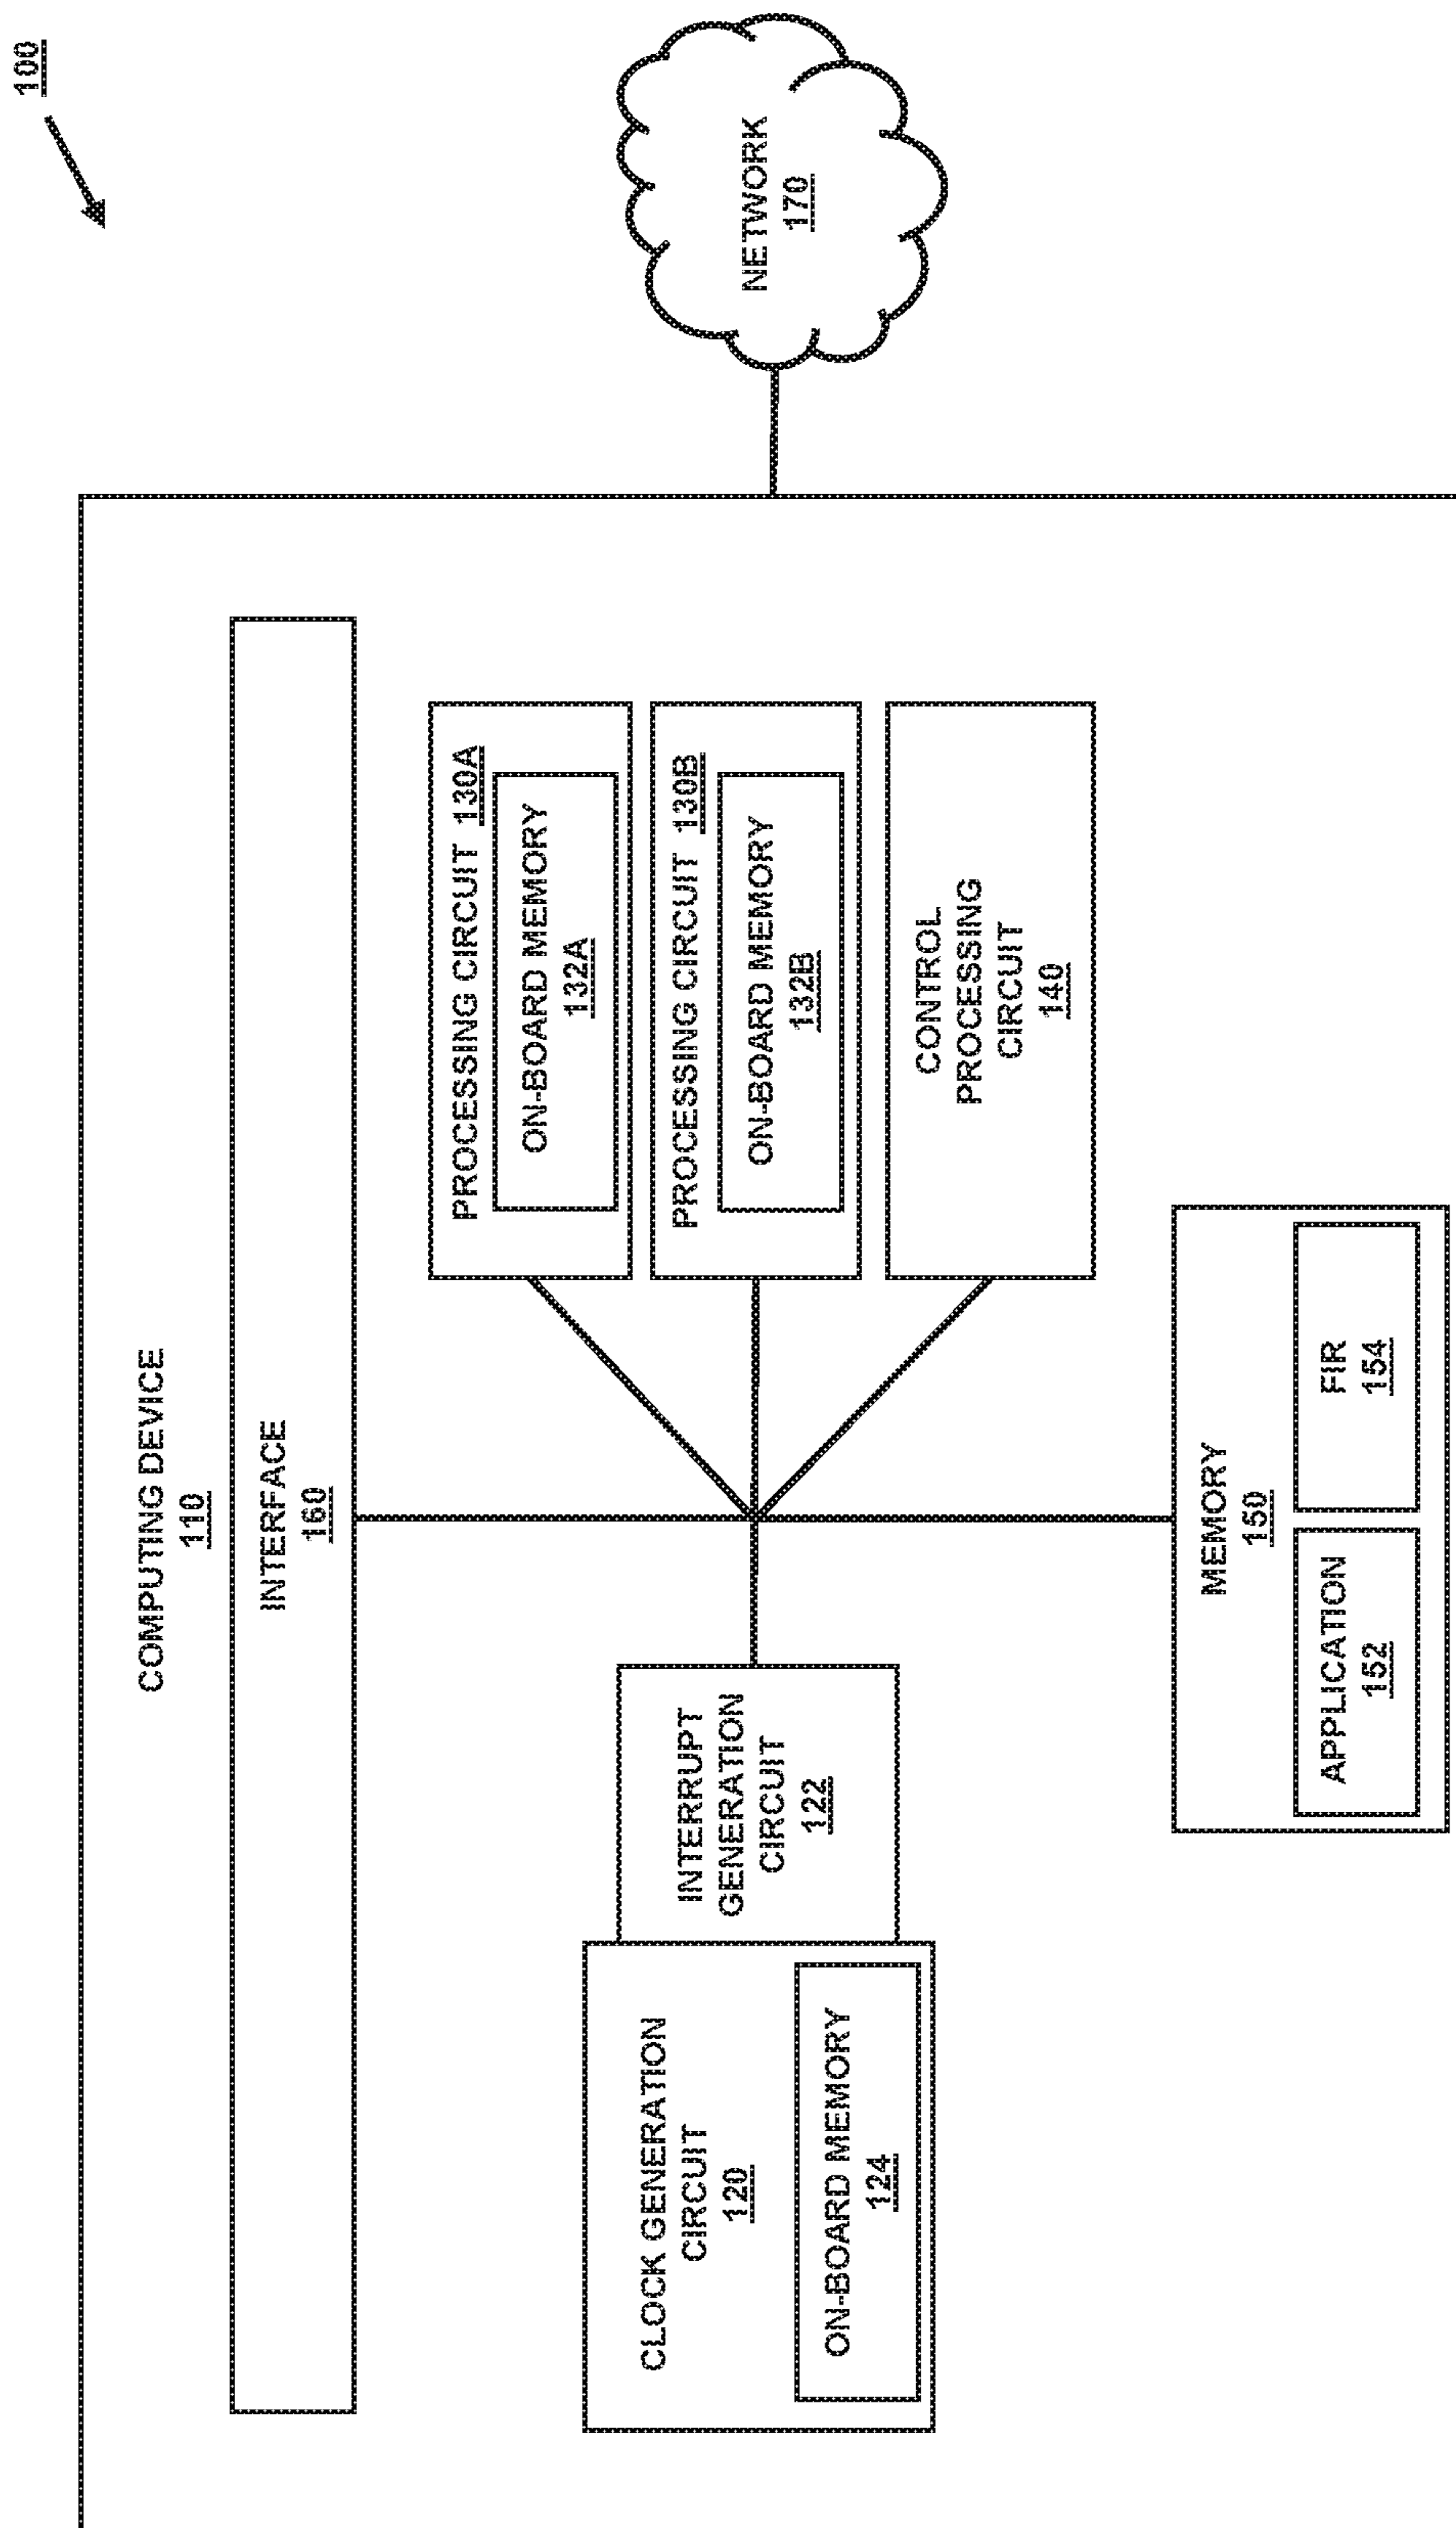 100
COMPUTING DEVICE
110
INTERFACE
160
CLOCK GENERATION
CIRCUIT
120
ON-BOARD MEMORY
124
INTERRUPT
GENERATION
CIRCUIT
122
PROCESSING CIRCUIT 130A
ON-BOARD MEMORY
132A
PROCESSING CIRCUIT 130B
ON-BOARD MEMORY
132B
CONTROL
PROCESSING
CIRCUIT
140
MEMORY
150
APPLICATION
152
FIR
154
NETWORK
170